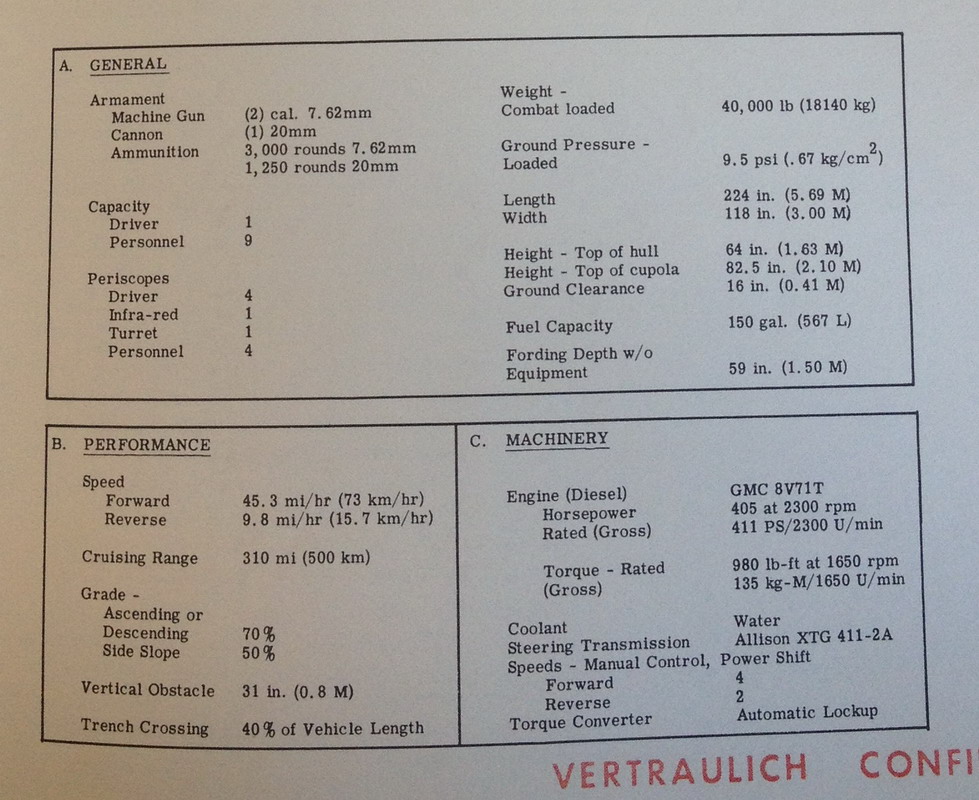 A. GENERAL
Armament
Machine Gun (2) cal. 7.62mm
Cannon (1) 20mm
Ammunition 3,000 rounds 7.62mm
1,250 rounds 20mm
Capacity
Driver 1
Personnel 9
Periscopes
Driver 4
Infra-red 1
Turret 1
Personnel 4
Weight -
Combat loaded 40,000 lb (18140 kg)
Ground Pressure -
Loaded 9.5 psi (.67 kg/cm²)
Length 224 in. (5.69 M)
Width 118 in. (3.00 M)
Height - Top of hull 64 in. (1.63 M)
Height - Top of cupola 82.5 in. (2.10 M)
Ground Clearance 16 in. (0.41 M)
Fuel Capacity 150 gal. (567 L)
Fording Depth w/o
Equipment 59 in. (1.50 M)
B. PERFORMANCE
Speed
Forward 45.3 mi/hr (73 km/hr)
Reverse 9.8 mi/hr (15.7 km/hr)
Cruising Range 310 mi (500 km)
Grade -
Ascending or
Descending 70%
Side Slope 50%
Vertical Obstacle 31 in. (0.8 M)
Trench Crossing 40% of Vehicle Length
C. MACHINERY
Engine (Diesel) GMC 8V71T
Horsepower 405 at 2300 rpm
Rated (Gross) 411 PS/2300 U/min
Torque - Rated 980 lb-ft at 1650 rpm
(Gross) 135 kg-M/1650 U/min
Coolant Water
Steering Transmission Allison XTG 411-2A
Speeds - Manual Control, Power Shift
Forward 4
Reverse 2
Torque Converter Automatic Lockup
VERTRAULICH CONFI